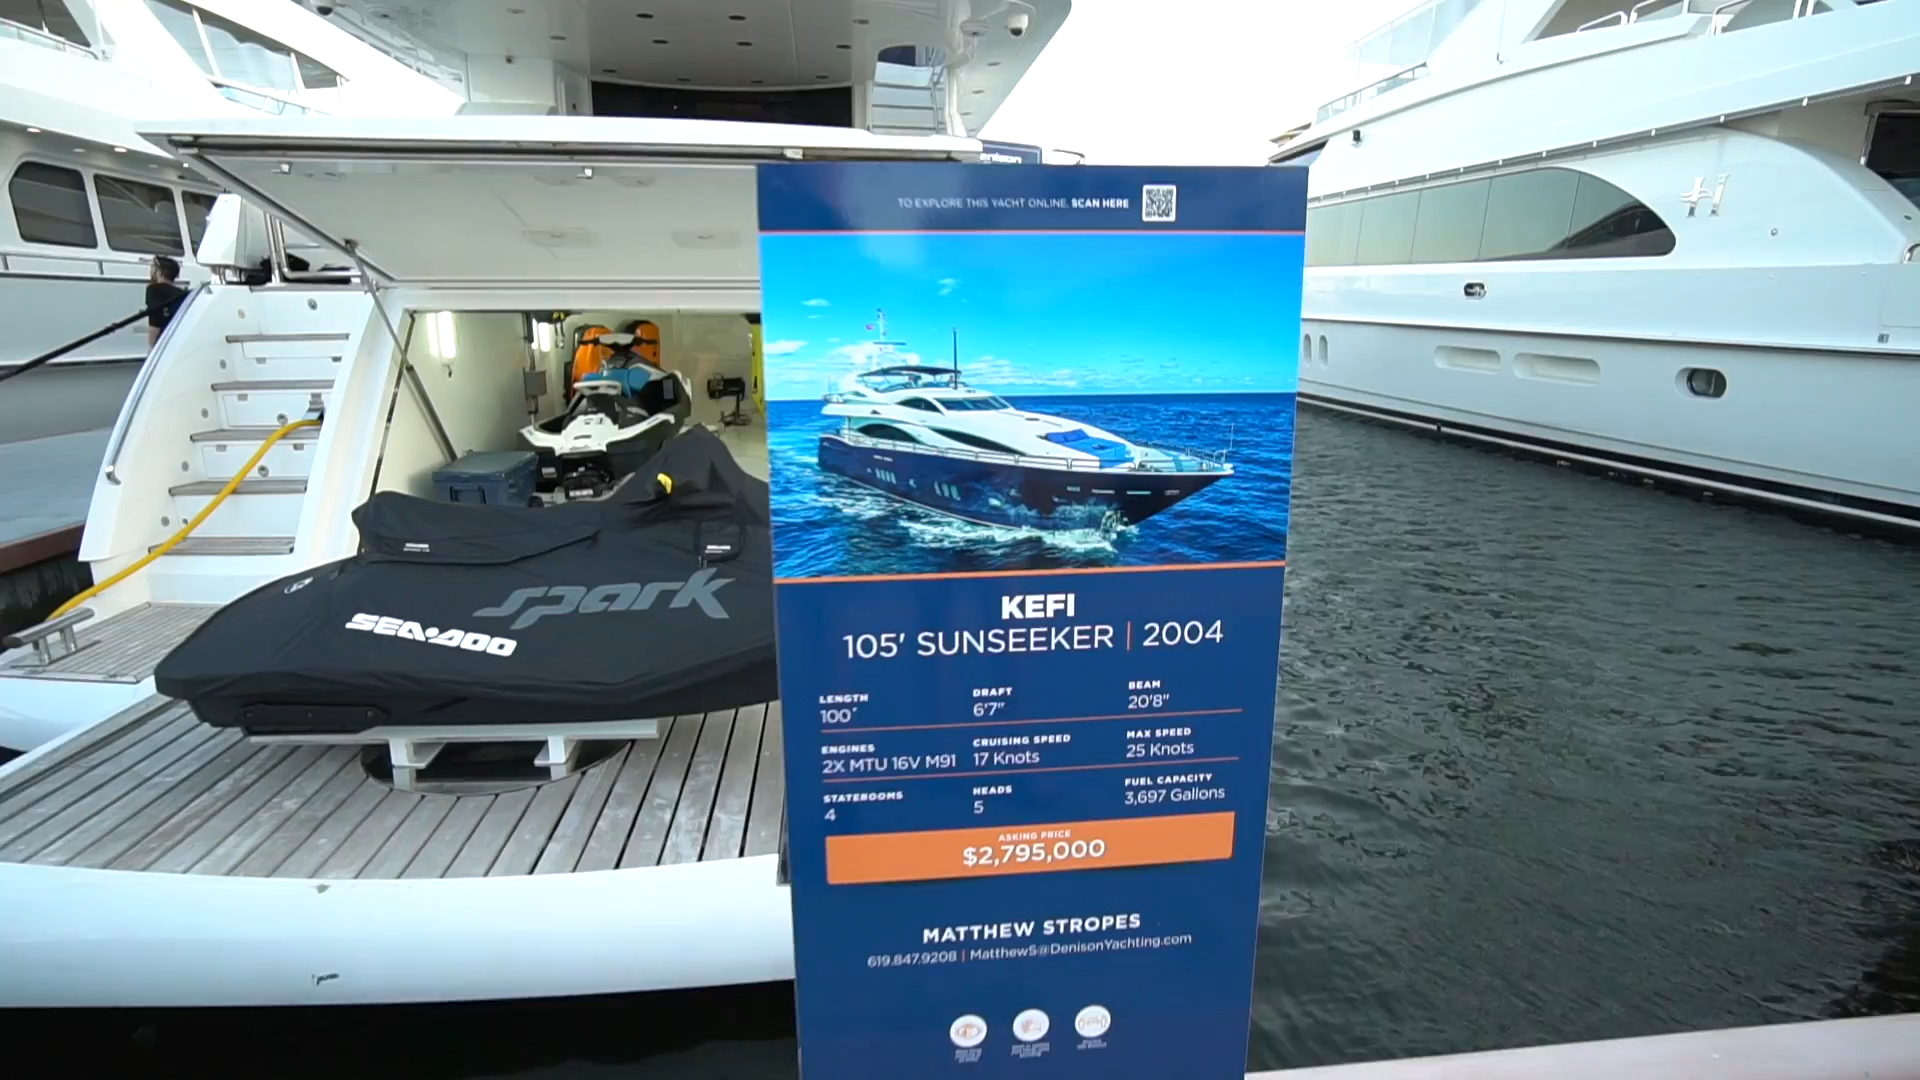 enison
TO EXPLORE THIS YACHT ONLINE, SCAN HERE
H
KEFI
105' SUNSEEKER | 2004
LENGTH
100'
DRAFT
6'7"
BEAM
20'8"
ENGINES
2X MTU 16V M91
CRUISING SPEED
17 Knots
MAX SPEED
25 Knots
STATEROOMS
4
HEADS
5
FUEL CAPACITY
3,697 Gallons
ASKING PRICE
$2,795,000
MATTHEW STROPES
619.847.9208 | MatthewS@DenisonYachting.com
spark
SEA-DOO